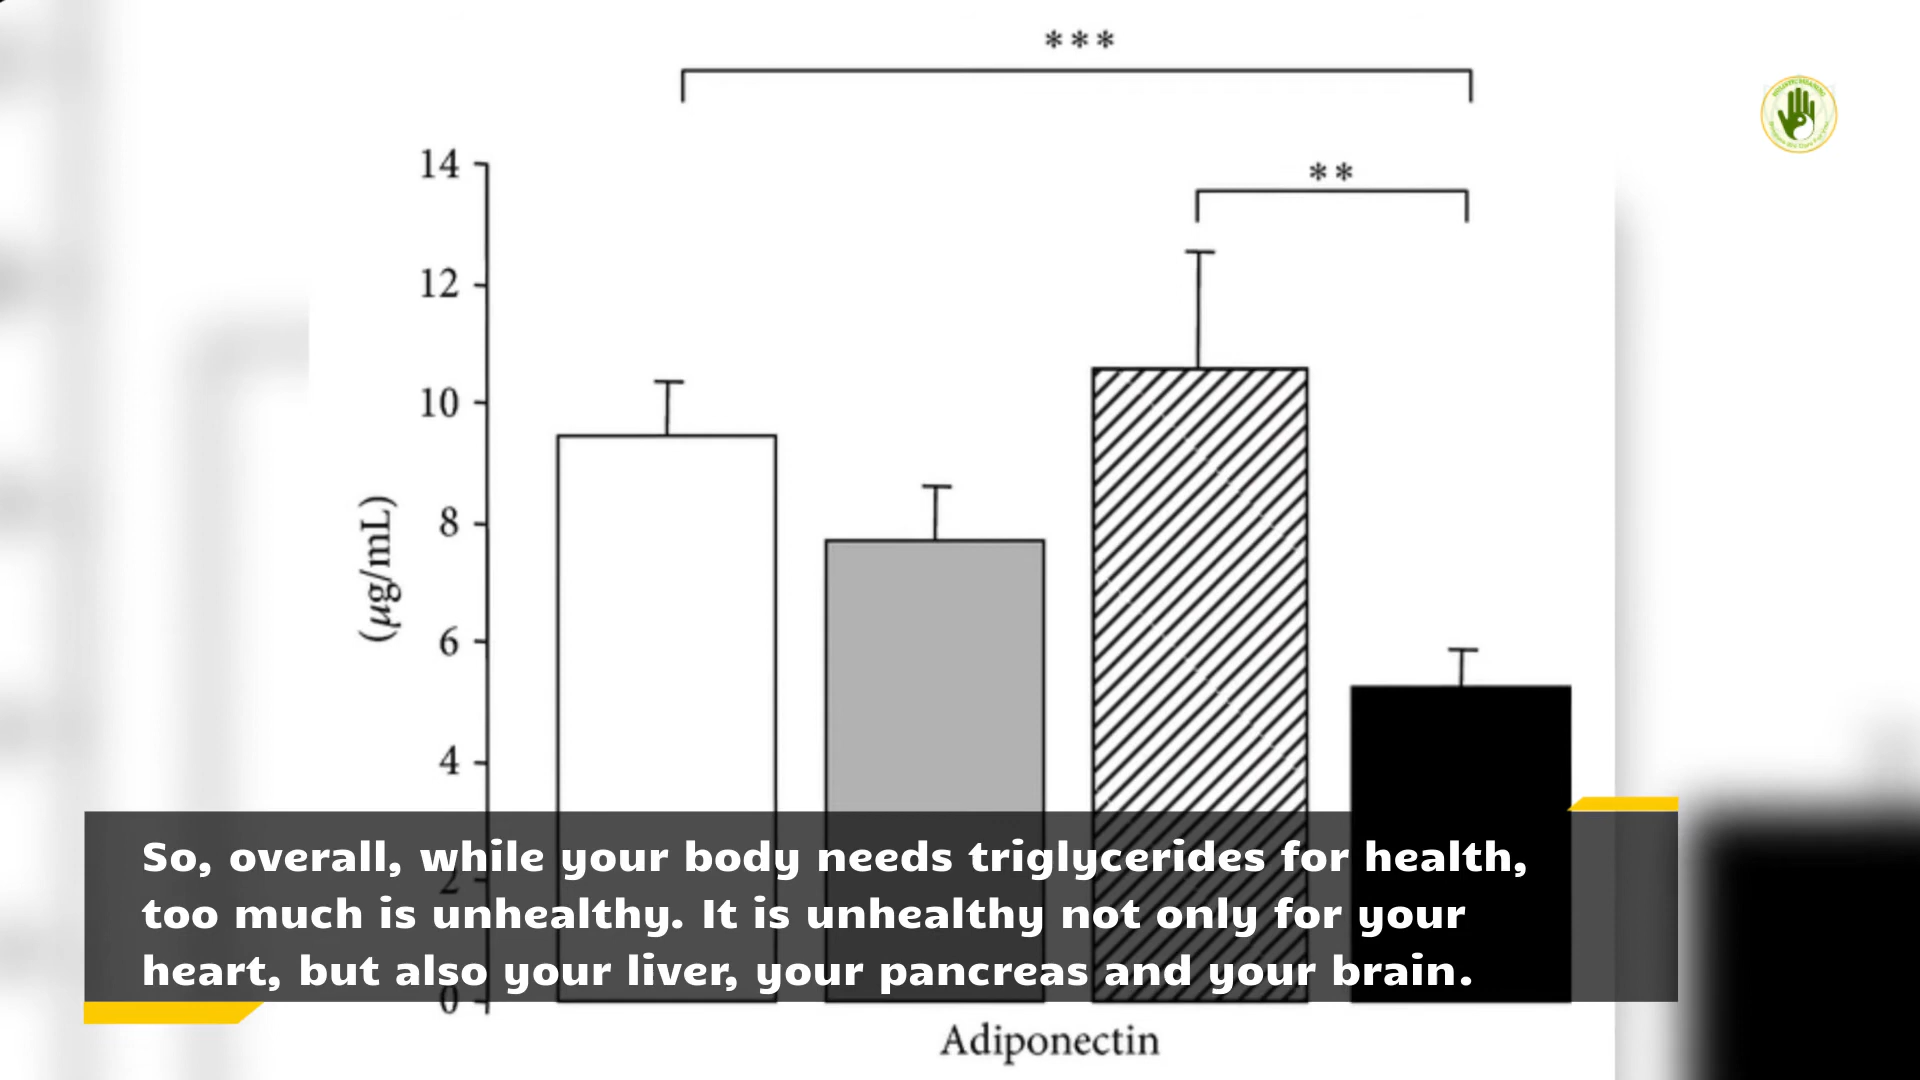 ***
**
14
12
10
8
6
4
2
0
(μg/mL)
So, overall, while your body needs triglycerides for health,
too much is unhealthy. It is unhealthy not only for your
heart, but also your liver, your pancreas and your brain.
Adiponectin